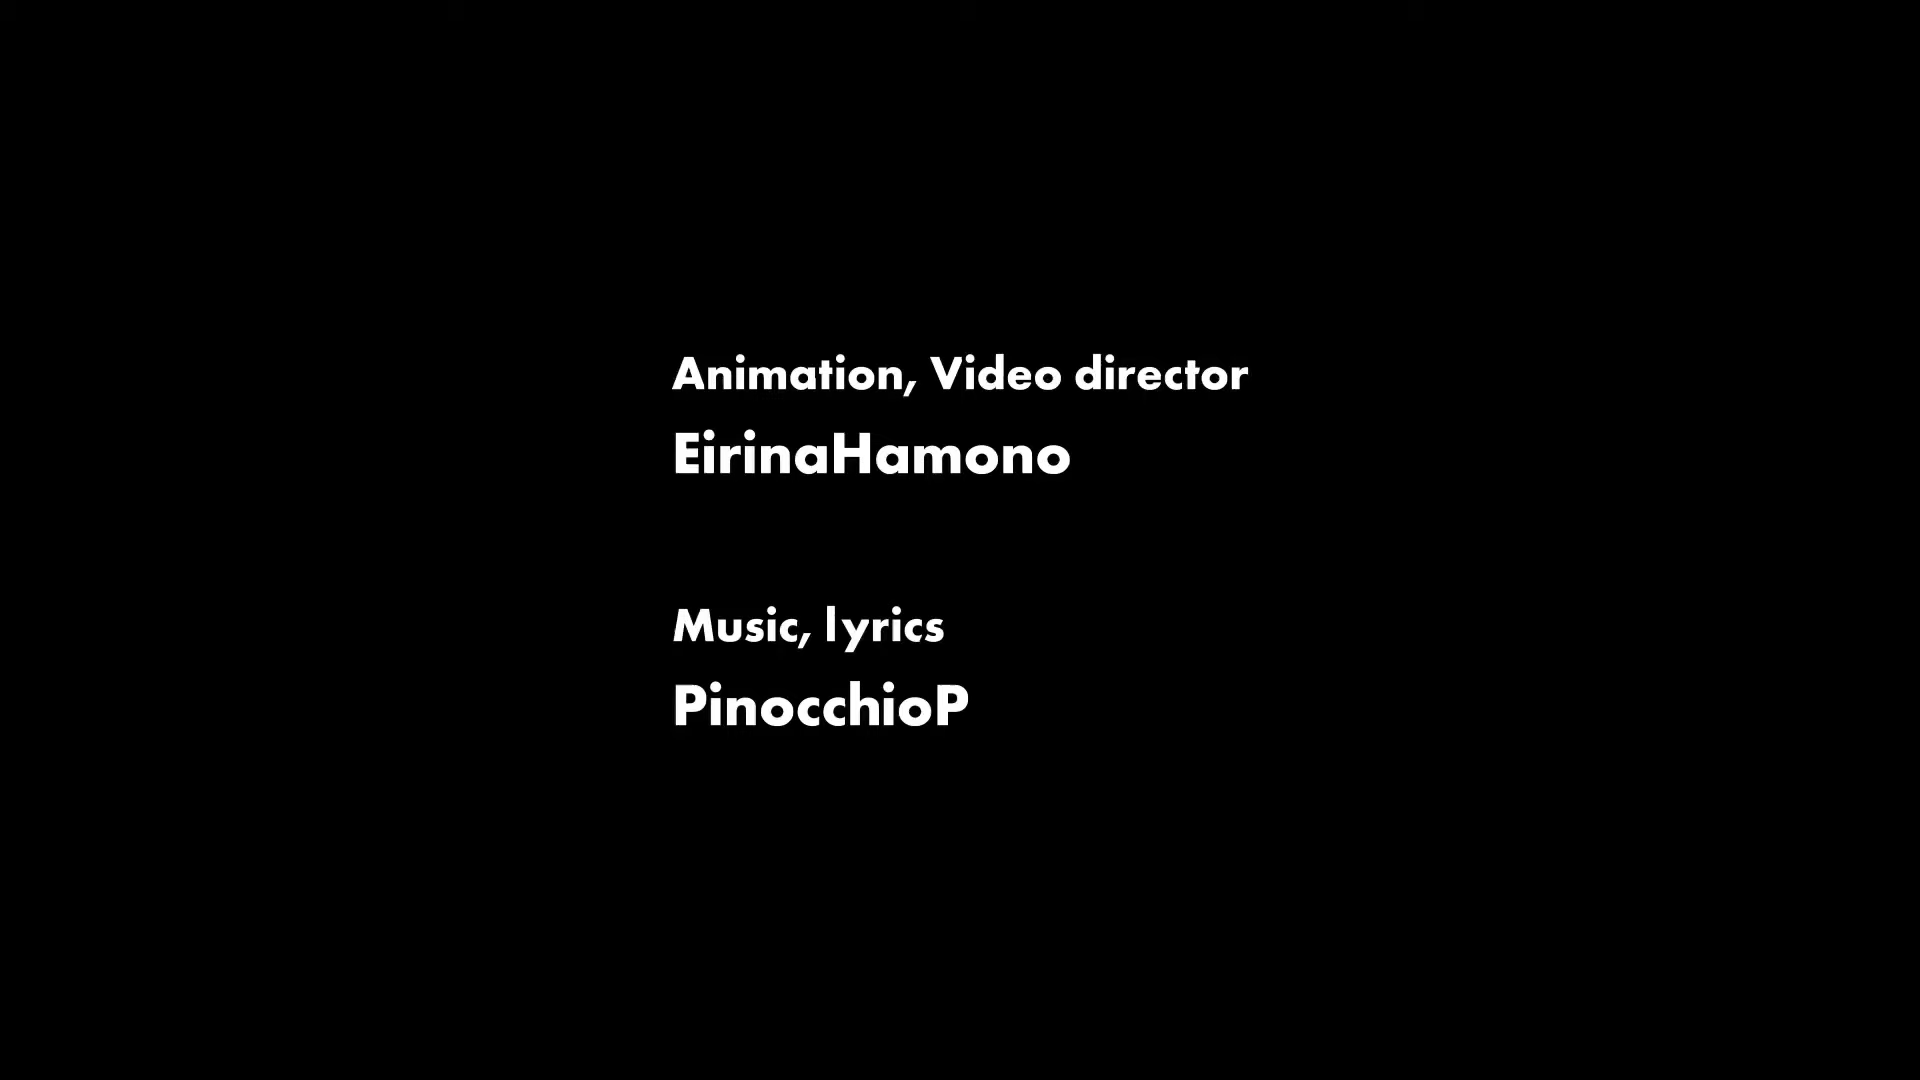 Animation, Video director
EirinaHamono
Music, lyrics
PinocchioP